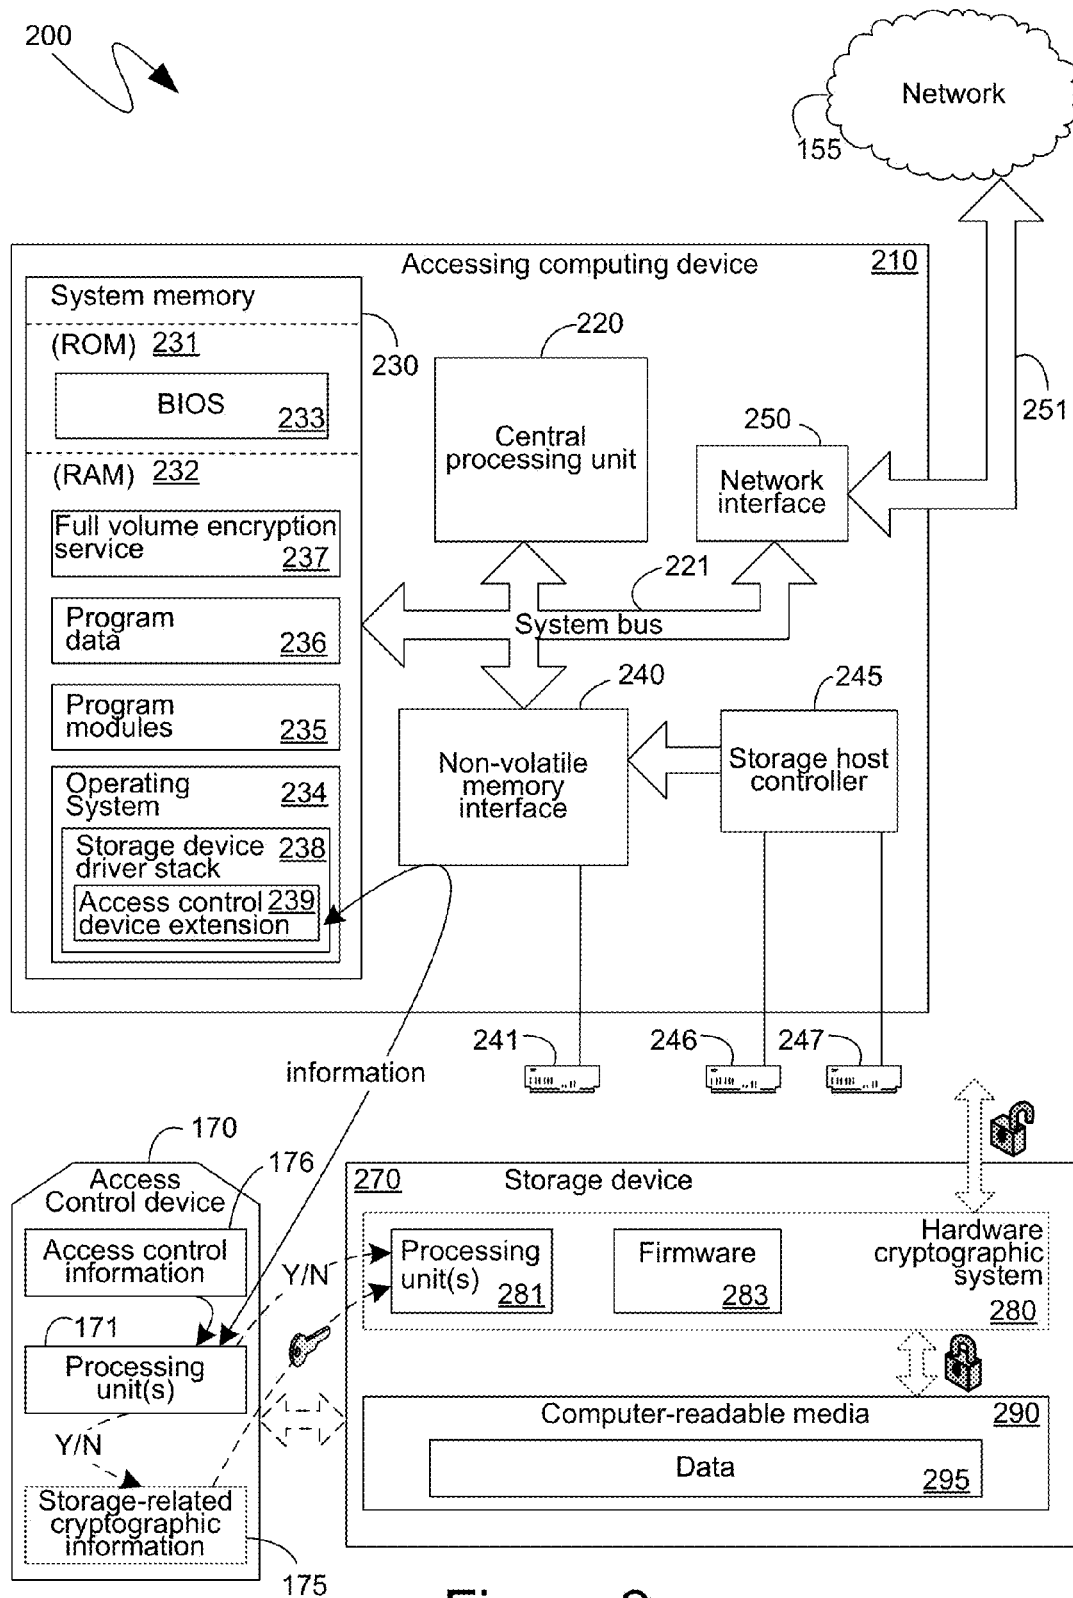 200
Network
155
Accessing computing device 210
System memory
(ROM) 231
230
BIOS
233
(RAM) 232
Full volume encryption
service
237
Program
data
236
Program
modules
235
Operating
System
234
Storage device
driver stack
238
Access control
device extension
239
220
Central
processing unit
250
Network
interface
251
221
System bus
240
Non-volatile
memory
interface
245
Storage host
controller
241
246
247
information
170
Access
Control device
176
Access control
information
171
Processing
unit(s)
Y/N
Y/N
Storage-related
cryptographic
information
175
270
Storage device
Processing
unit(s)
281
Firmware
283
Hardware
cryptographic
system
280
Computer-readable media 290
Data
295